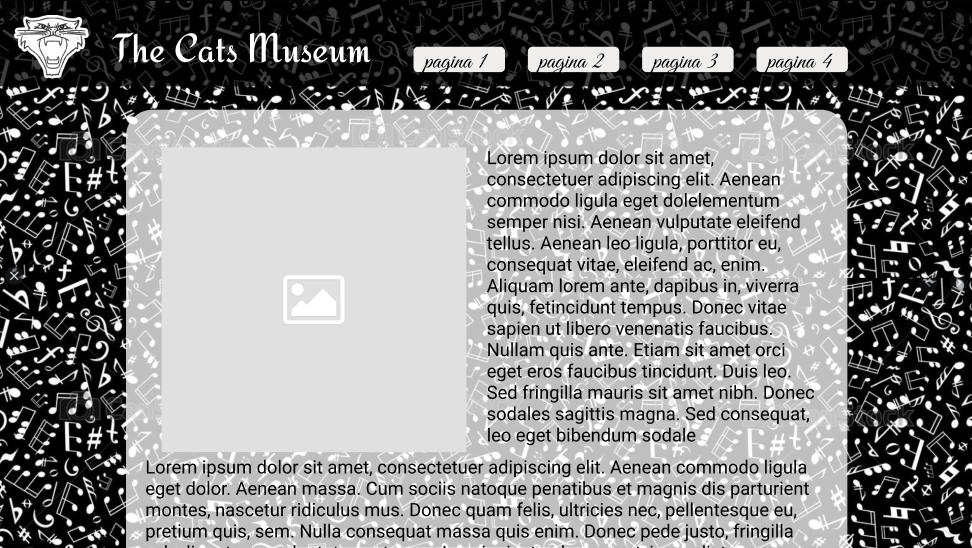 The Cats Museum
pagina 1
pagina 2
pagina 3
pagina 4
Lorem ipsum dolor sit amet,
consectetuer adipiscing elit. Aenean
commodo ligula eget dolelementum
semper nisi. Aenean vulputate eleifend
tellus. Aenean leo ligula, porttitor eu,
consequat vitae, eleifend ac, enim.
Aliquam lorem ante, dapibus in, viverra
quis, fetincidunt tempus. Donec vitae
sapien ut libero venenatis faucibus.
Nullam quis ante. Etiam sit amet orci
eget eros faucibus tincidunt. Duis leo.
Sed fringilla mauris sit amet nibh. Donec
sodales sagittis magna. Sed consequat,
leo eget bibendum sodale
Lorem ipsum dolor sit amet, consectetuer adipiscing elit. Aenean commodo ligula
eget dolor. Aenean massa. Cum sociis natoque penatibus et magnis dis parturient
montes, nascetur ridiculus mus. Donec quam felis, ultricies nec, pellentesque eu,
pretium quis, sem. Nulla consequat massa quis enim. Donec pede justo, fringilla